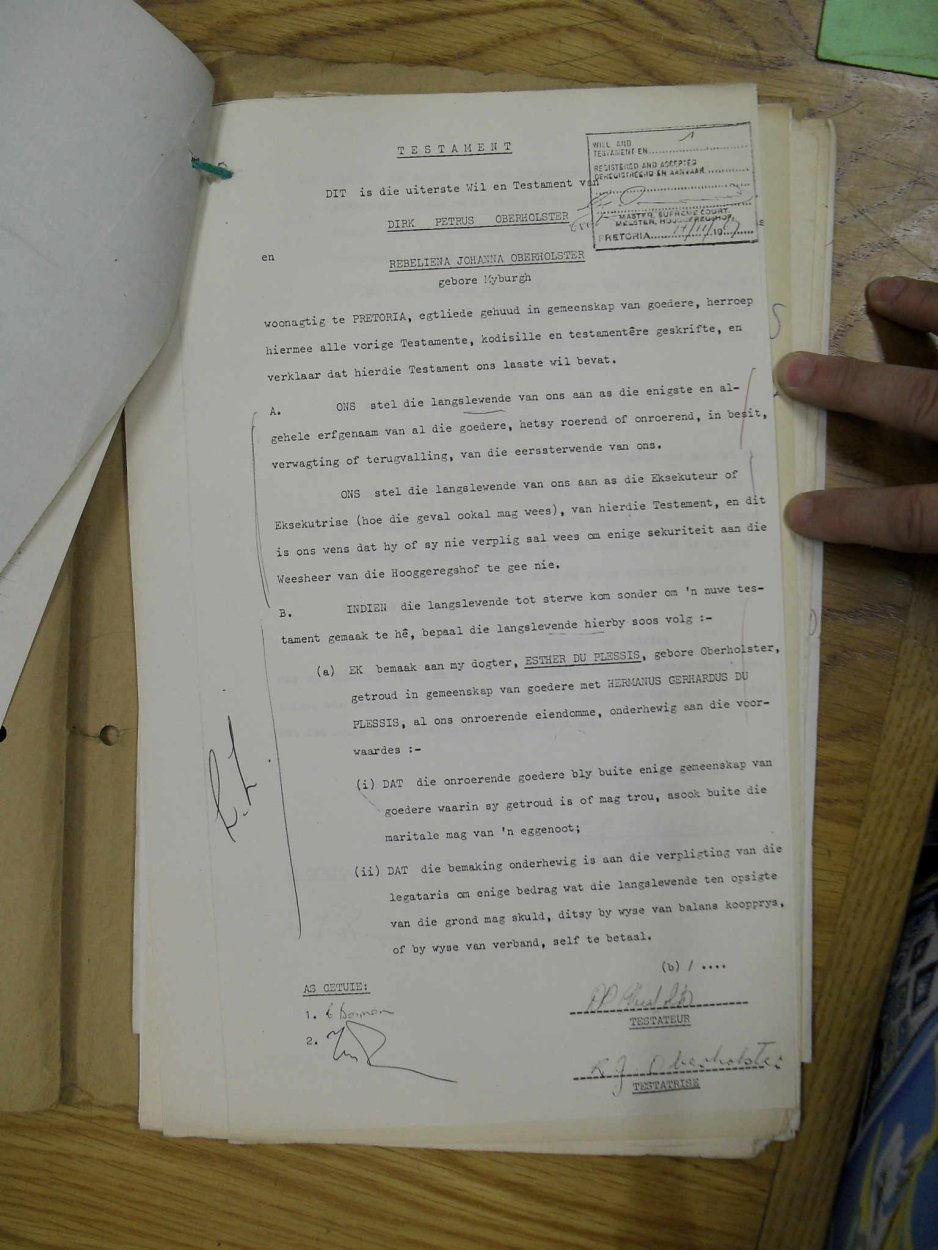 TESTAMENT
WILL AND
TESTAMENT EN
REGISTERED AND ACCEPTED
GEREGISTREERD EN AANVAAR
MASTER, SUPREME COURT,
MEESTER, HOOGGEREGSHOF,
PRETORIA 17/11/19
DIT is die uiterste Wil en Testament van
DIRK PETRUS OBERHOLSTER
en
REBELIENA JOHANNA OBERHOLSTER
gebore Myburgh
woonagtig te PRETORIA, egtliede gehuud in gemeenskap van goedere, herroep
hiermee alle vorige Testamente, kodisille en testamentêre geskrifte, en
verklaar dat hierdie Testament ons laaste wil bevat.
A. ONS stel die langslewende van ons aan as die enigste en al-
gehele erfgenaam van al die goedere, hetsy roerend of onroerend, in besit,
verwagting of terugvalling, van die eerssterwende van ons.
ONS stel die langslewende van ons aan as die Eksekuteur of
Eksekutrise (hoe die geval ookal mag wees), van hierdie Testament, en dit
is ons wens dat hy of sy nie verplig sal wees om enige sekuriteit aan die
Weesheer van die Hooggeregshof te gee nie.
B. INDIEN die langslewende tot sterwe kom sonder om 'n nuwe tes-
tament gemaak te hê, bepaal die langslewende hierby soos volg :-
(a) EK bemaak aan my dogter, ESTHER DU PLESSIS, gebore Oberholster,
getroud in gemeenskap van goedere met HERMANUS GERHARDUS DU
PLESSIS, al ons onroerende eiendomme, onderhewig aan die voor-
waardes :-
(i) DAT die onroerende goedere bly buite enige gemeenskap van
goedere waarin sy getroud is of mag trou, asook buite die
maritale mag van 'n eggenoot;
(ii) DAT die bemaking onderhewig is aan die verpligting van die
legataris om enige bedrag wat die langslewende ten opsigte
van die grond mag skuld, ditsy by wyse van balans koopprys,
of by wyse van verband, self te betaal.
(b) / ....
AS GETUIE:
1.
2.
TESTATEUR
R J Oberholster
TESTATRISE